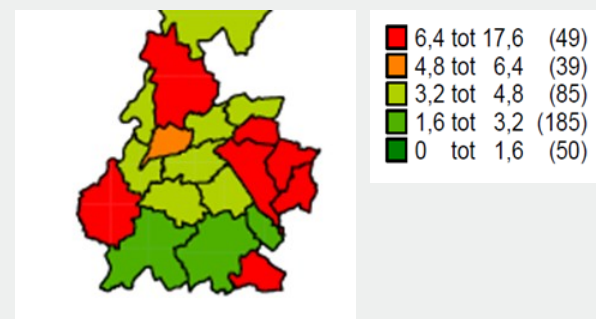 6,4 tot 17,6 (49)
4,8 tot 6,4 (39)
3,2 tot 4,8 (85)
1,6 tot 3,2 (185)
0 tot 1,6 (50)